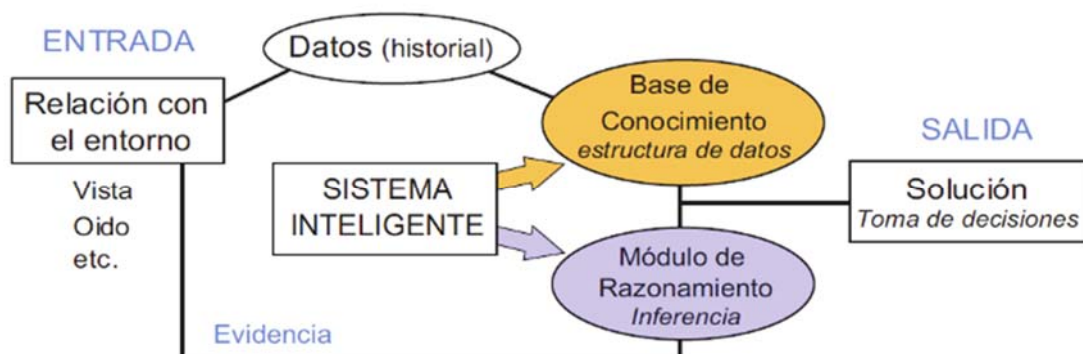 ENTRADA
Datos (historial)
Relación con
el entorno
Vista
Oido
etc.
Base de
Conocimiento
estructura de datos
SISTEMA
INTELIGENTE
SALIDA
Solución
Toma de decisiones
Módulo de
Razonamiento
Inferencia
Evidencia